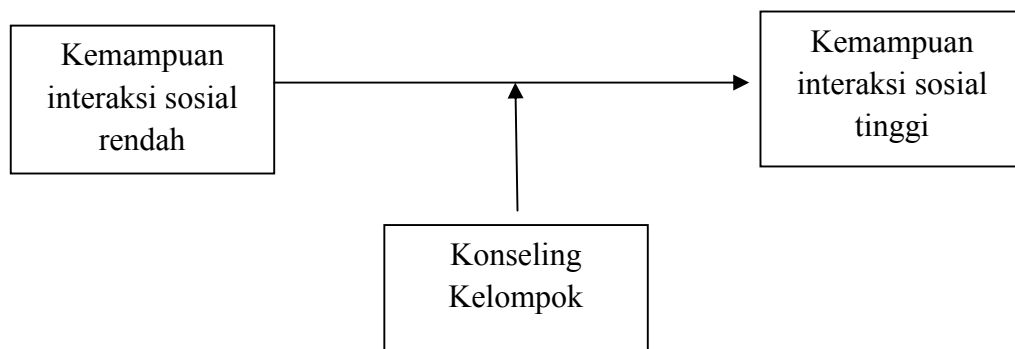 Kemampuan
interaksi sosial
rendah
Kemampuan
interaksi sosial
tinggi
Konseling
Kelompok